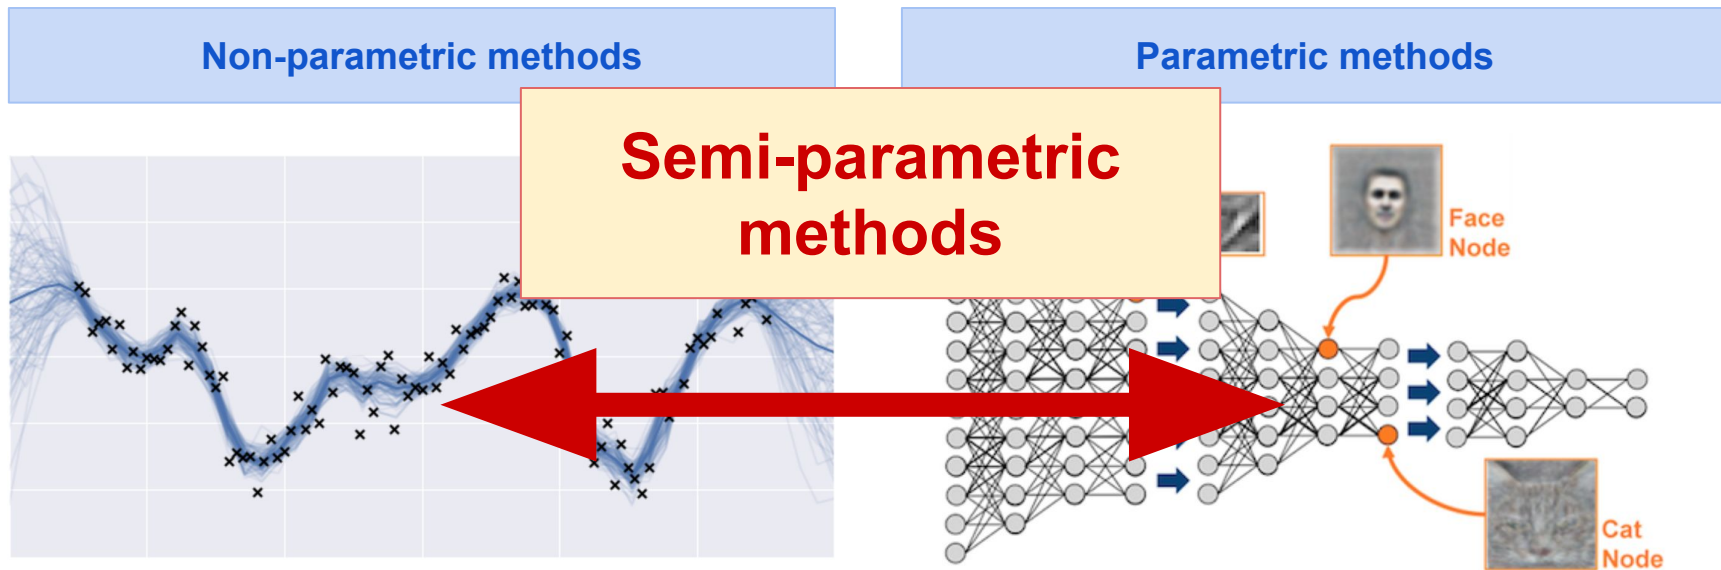 Non-parametric methods
Parametric methods
Semi-parametric
methods
Face
Node
Cat
Node